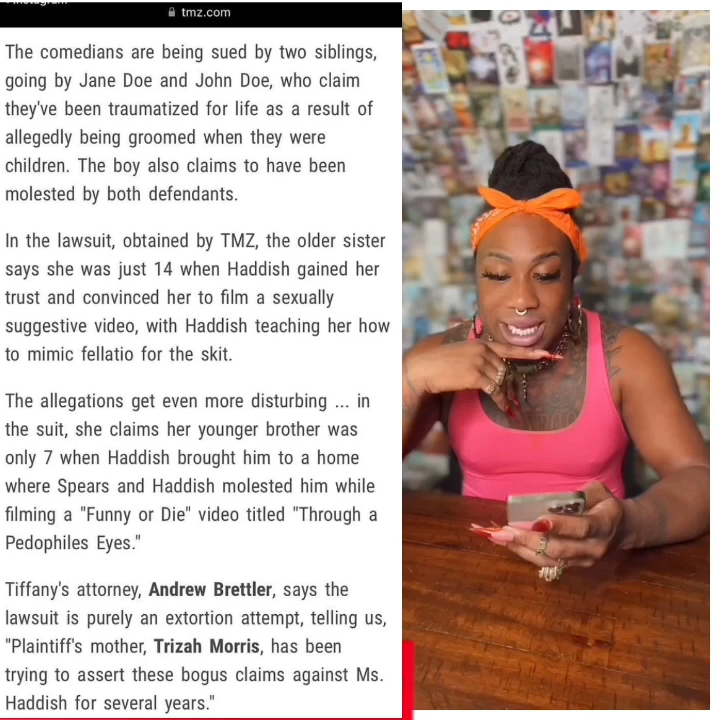 Instagram
tmz.com
The comedians are being sued by two siblings,
going by Jane Doe and John Doe, who claim
they've been traumatized for life as a result of
allegedly being groomed when they were
children. The boy also claims to have been
molested by both defendants.
In the lawsuit, obtained by TMZ, the older sister
says she was just 14 when Haddish gained her
trust and convinced her to film a sexually
suggestive video, with Haddish teaching her how
to mimic fellatio for the skit.
The allegations get even more disturbing ... in
the suit, she claims her younger brother was
only 7 when Haddish brought him to a home
where Spears and Haddish molested him while
filming a "Funny or Die" video titled "Through a
Pedophiles Eyes."
Tiffany's attorney, Andrew Brettler, says the
lawsuit is purely an extortion attempt, telling us,
"Plaintiff's mother, Trizah Morris, has been
trying to assert these bogus claims against Ms.
Haddish for several years."